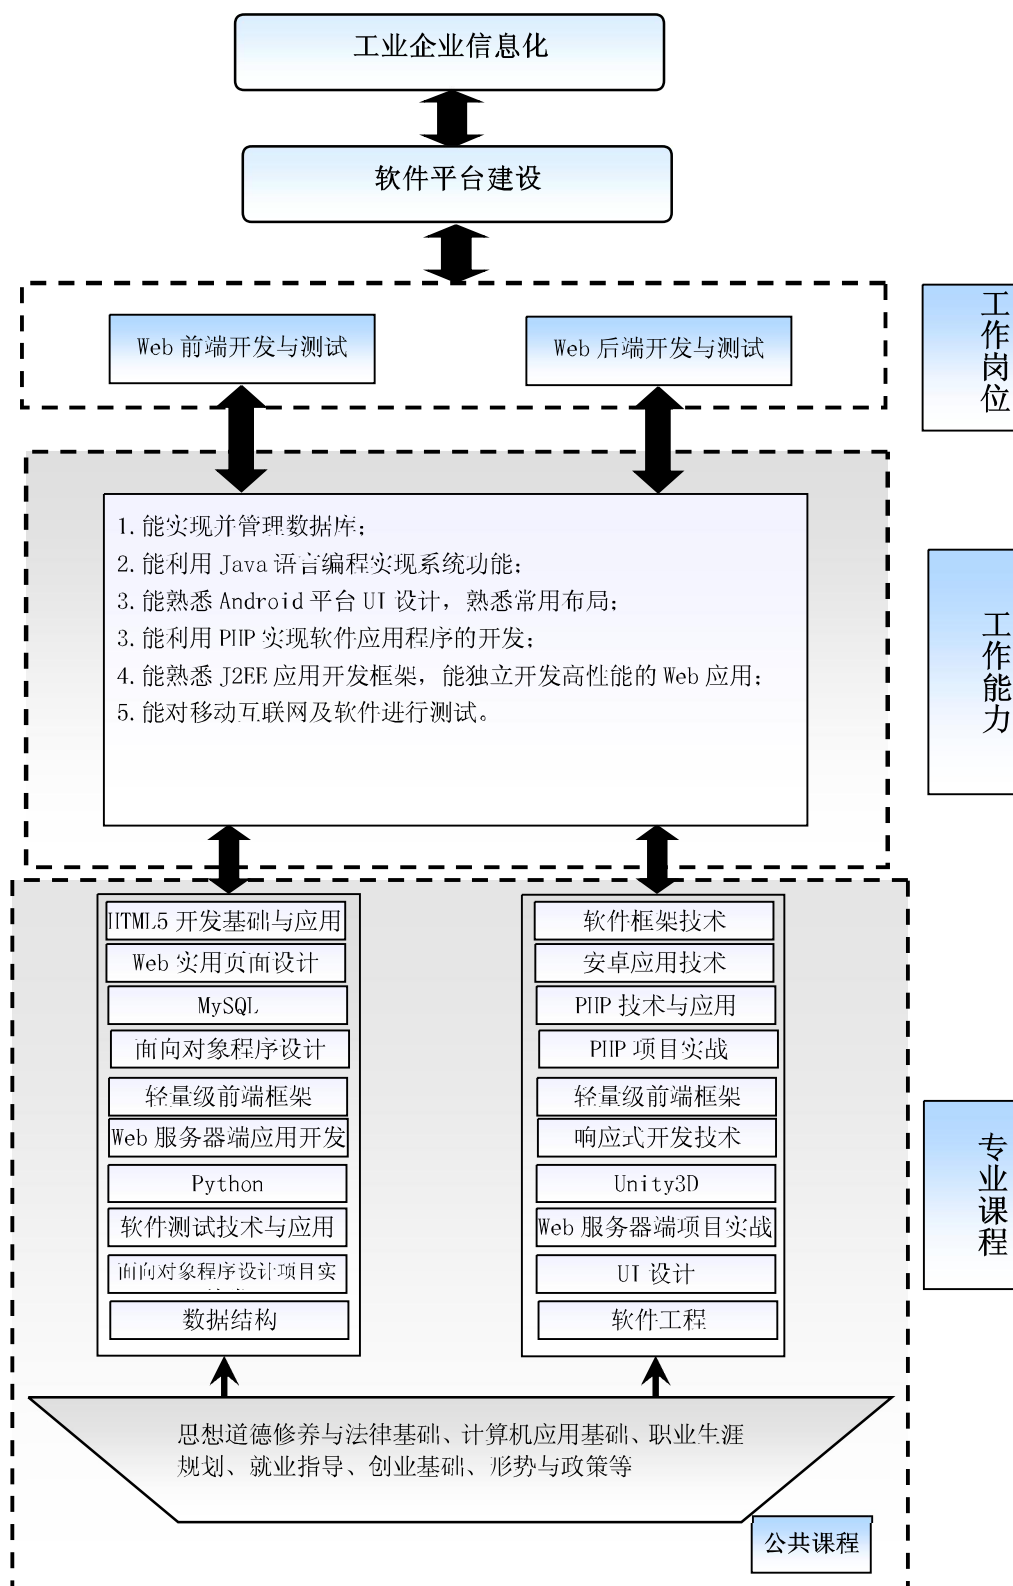 工业企业信息化
软件平台建设
Web 前端开发与测试
Web 后端开发与测试
工作岗位
1. 能实现并管理数据库；
2. 能利用 Java 语言编程实现系统功能；
3. 能熟悉 Android 平台 UI 设计，熟悉常用布局；
3. 能利用 PHP 实现软件应用程序的开发；
4. 能熟悉 J2EE 应用开发框架，能独立开发高性能的 Web 应用；
5. 能对移动互联网及软件进行测试。
工作能力
HTML5 开发基础与应用
Web 实用页面设计
MySQL
面向对象程序设计
轻量级前端框架
Web 服务器端应用开发
Python
软件测试技术与应用
面向对象程序设计项目实
数据结构
软件框架技术
安卓应用技术
PHP 技术与应用
PHP 项目实战
轻量级前端框架
响应式开发技术
Unity3D
Web 服务器端项目实战
UI 设计
软件工程
专业课程
思想道德修养与法律基础、计算机应用基础、职业生涯
规划、就业指导、创业基础、形势与政策等
公共课程